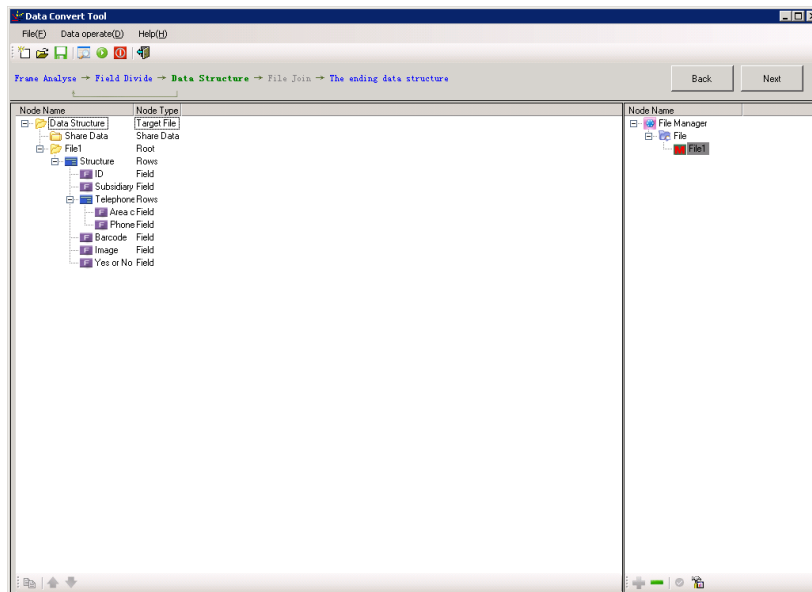 Data Convert Tool
File(F) Data operate(D) Help(H)
Frame Analyse → Field Divide → Data Structure → File Join → The ending data structure
Back Next
Node Name Node Type
Data Structure Target File
Share Data Share Data
File1 Root
Structure Rows
ID Field
Subsidiary Field
Telephone Rows
Area c Field
Phone Field
Barcode Field
Image Field
Yes or No Field
Node Name
File Manager
File
File1